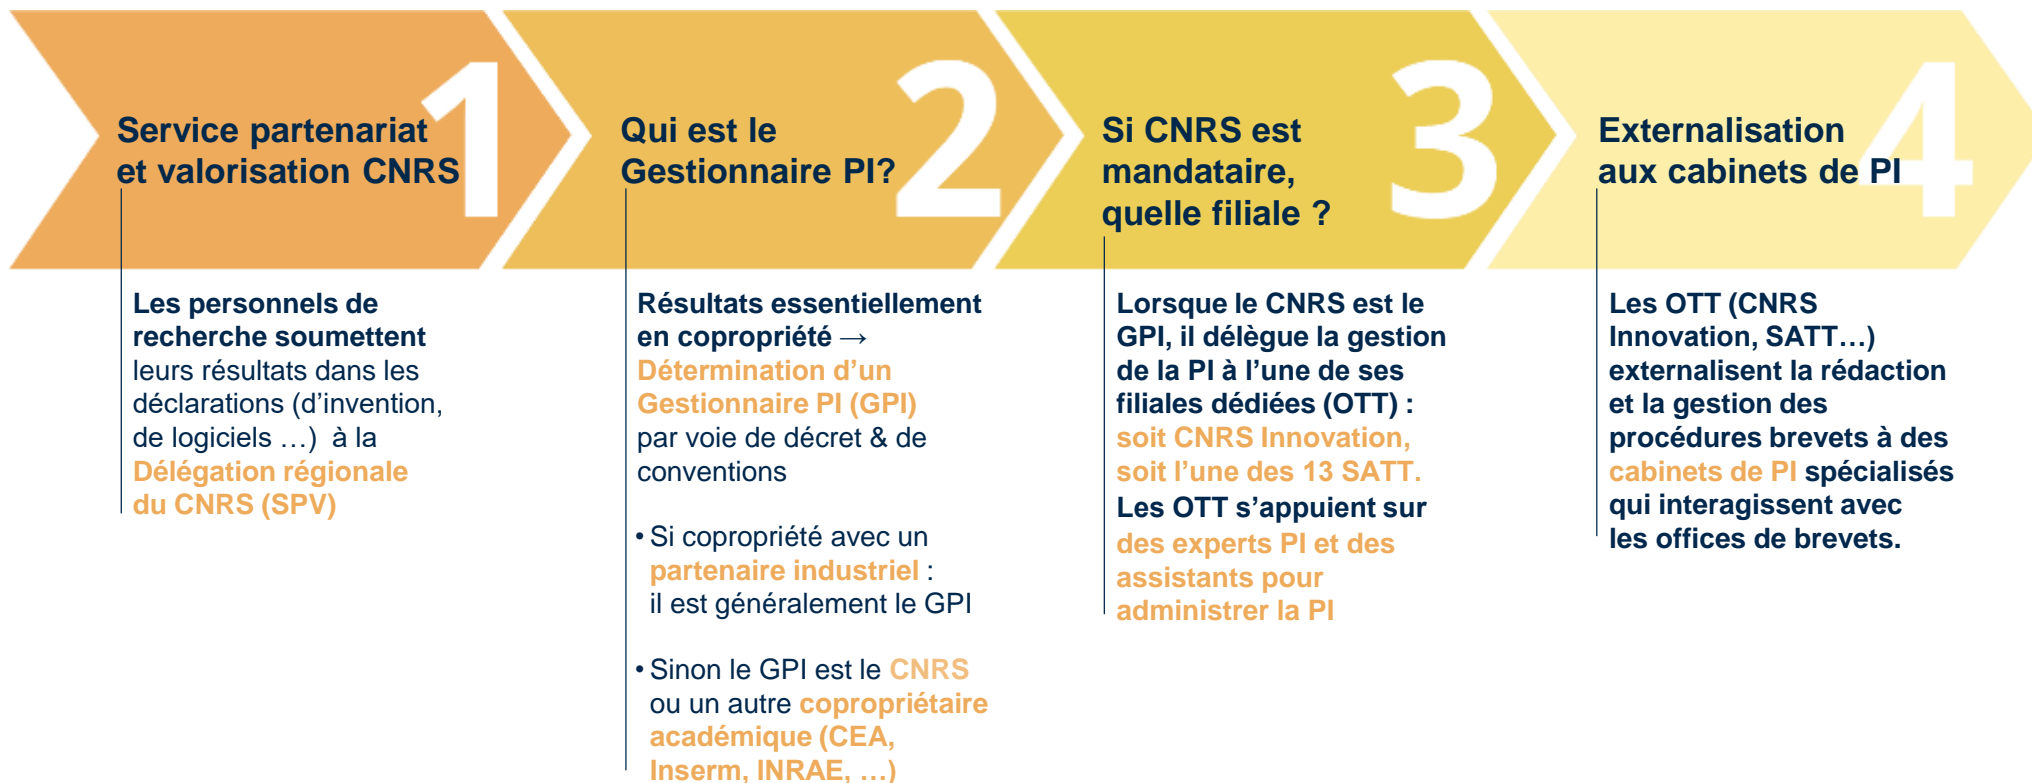 1
Service partenariat
et valorisation CNRS
Les personnels de
recherche soumettent
leurs résultats dans les
déclarations (d’invention,
de logiciels …)  à la
Délégation régionale
du CNRS (SPV)
2
Qui est le
Gestionnaire PI?
Résultats essentiellement
en copropriété →
Détermination d’un
Gestionnaire PI (GPI)
par voie de décret & de
conventions
• Si copropriété avec un
partenaire industriel :
il est généralement le GPI
• Sinon le GPI est le CNRS
ou un autre copropriétaire
académique (CEA,
Inserm, INRAE, …)
3
Si CNRS est
mandataire,
quelle filiale ?
Lorsque le CNRS est le
GPI, il délègue la gestion
de la PI à l’une de ses
filiales dédiées (OTT) :
soit CNRS Innovation,
soit l’une des 13 SATT.
Les OTT s’appuient sur
des experts PI et des
assistants pour
administrer la PI
4
Externalisation
aux cabinets de PI
Les OTT (CNRS
Innovation, SATT…)
externalisent la rédaction
et la gestion des
procédures brevets à des
cabinets de PI spécialisés
qui interagissent avec
les offices de brevets.